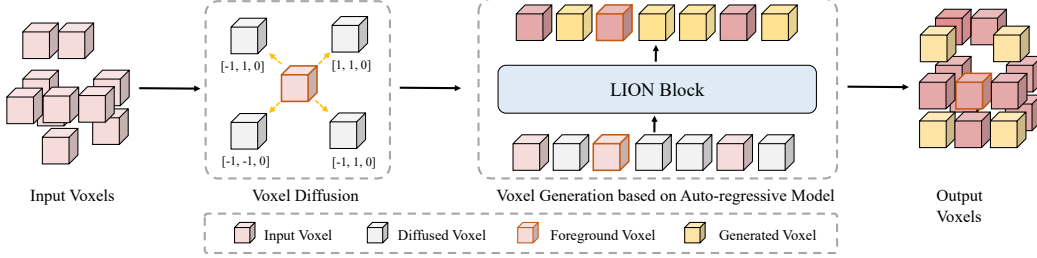 [-1, 1, 0]
[1, 1, 0]
[-1, -1, 0]
[-1, 1, 0]
LION Block
Input Voxels
Voxel Diffusion
Voxel Generation based on Auto-regressive Model
Output
Voxels
Input Voxel
Diffused Voxel
Foreground Voxel
Generated Voxel